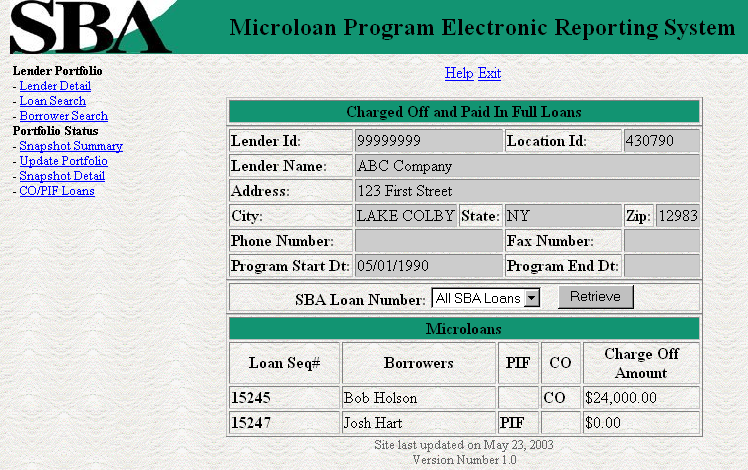 SBA
Microloan Program Electronic Reporting System
Lender Portfolio
- Lender Detail
- Loan Search
- Borrower Search
Portfolio Status
- Snapshot Summary
- Update Portfolio
- Snapshot Detail
- CO/PIF Loans
Help Exit
Charged Off and Paid In Full Loans
Lender Id: 99999999 Location Id: 430790
Lender Name: ABC Company
Address: 123 First Street
City: LAKE COLBY State: NY Zip: 12983
Phone Number: Fax Number:
Program Start Dt: 05/01/1990 Program End Dt:
SBA Loan Number: All SBA Loans Retrieve
Microloans
Loan Seq# Borrowers PIF CO Charge Off
Amount
15245 Bob Holson CO $24,000.00
15247 Josh Hart PIF $0.00
Site last updated on May 23, 2003
Version Number 1.0